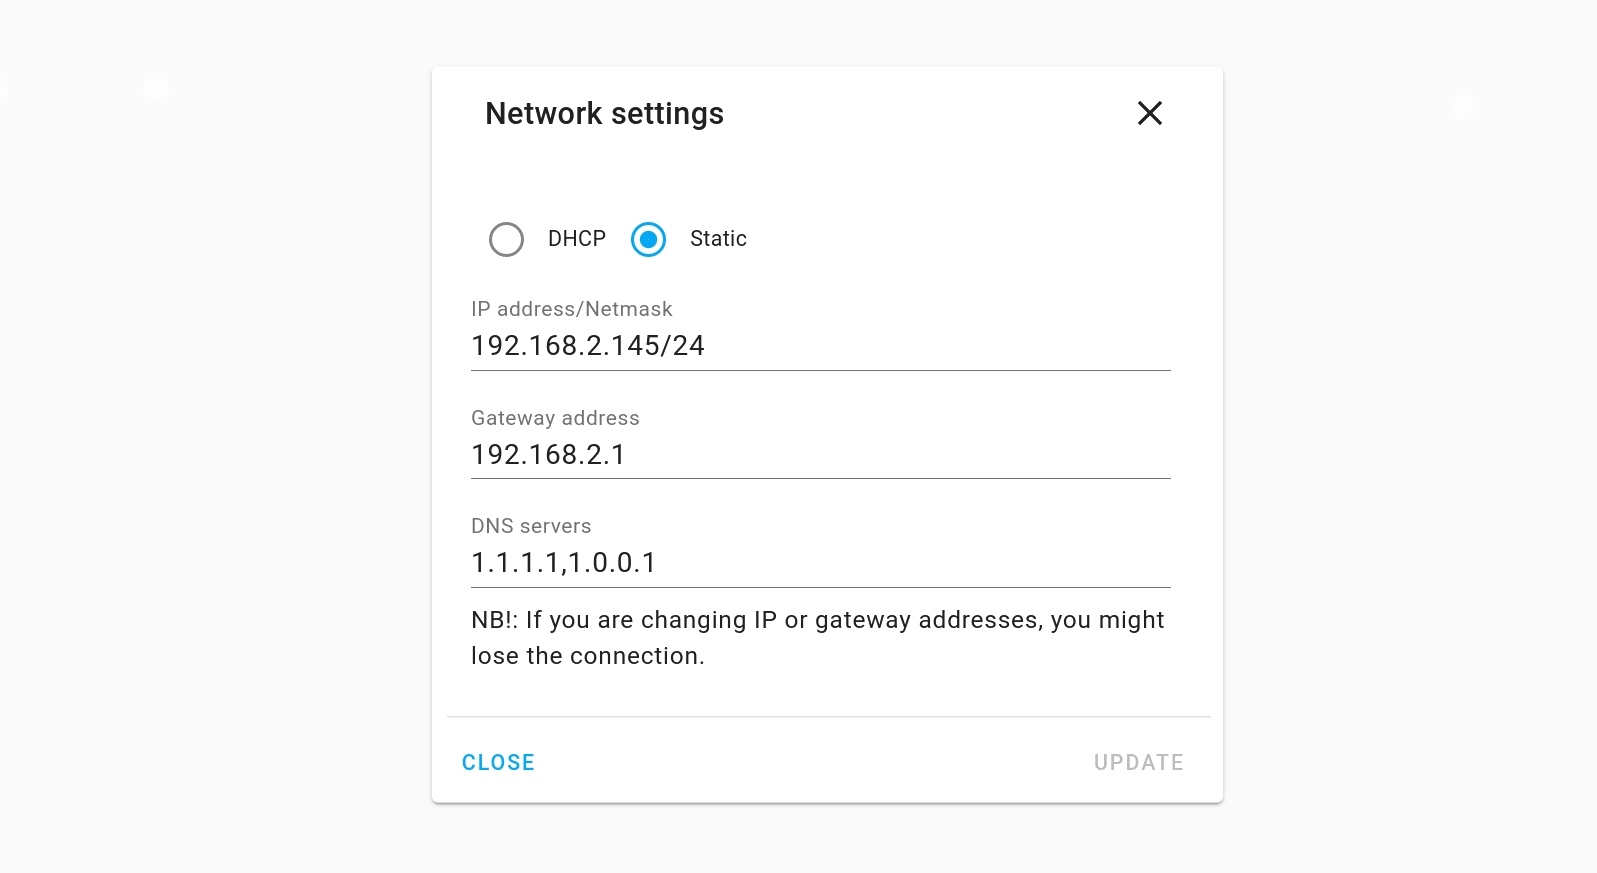 Network settings
DHCP Static
IP address/Netmask
192.168.2.145/24
Gateway address
192.168.2.1
DNS servers
1.1.1.1,1.0.0.1
NB!: If you are changing IP or gateway addresses, you might
lose the connection.
CLOSE UPDATE